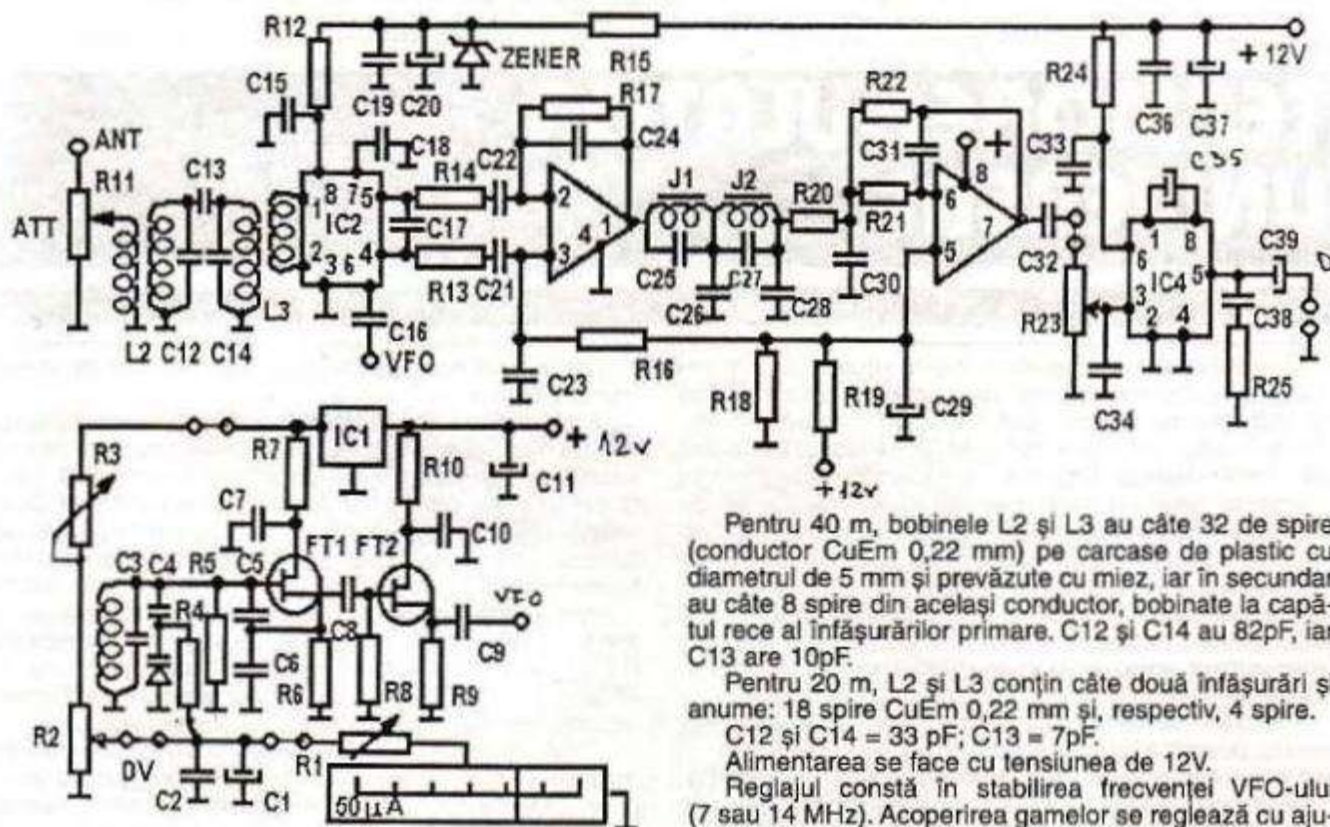 R12
R15
+ 12V
C15
C19 C20
ZENER
R17
R22
R24
C36
C37
C35
ANT
R11
ATT
C13
C18
R14
C22
C24
C31
+
C33
8 7 5
1
IC2
2
3 6 4
C17
R13
C21
2
3
4 1
J1 J2
C25
C27
C26
C28
R20
R21
C30
6
8
7
5
C32
R23
C34
1 8
6
IC4
5
3
2 4
C39
C38
R25
L2 C12 C14
L3
C16
VFO
C23
R16
R18
R19
C29
+12v
R3
R7
IC1
R10
+ 12v
C11
C7
C10
FT1 FT2
C3 C4
R5
C5
R4
C8
C9
VFO
C6
R6
R8
R9
R2
DV
R1
C2
C1
50µA
Pentru 40 m, bobinele L2 și L3 au câte 32 de spire
(conductor CuEm 0,22 mm) pe carcase de plastic cu
diametrul de 5 mm și prevăzute cu miez, iar în secundar
au câte 8 spire din același conductor, bobinate la capă-
tul rece al înfășurărilor primare. C12 și C14 au 82pF, iar
C13 are 10pF.
Pentru 20 m, L2 și L3 conțin câte două înfășurări și
anume: 18 spire CuEm 0,22 mm și, respectiv, 4 spire.
C12 și C14 = 33 pF; C13 = 7pF.
Alimentarea se face cu tensiunea de 12V.
Reglajul constă în stabilirea frecvenței VFO-ului
(7 sau 14 MHz). Acoperirea gamelor se reglează cu aju-